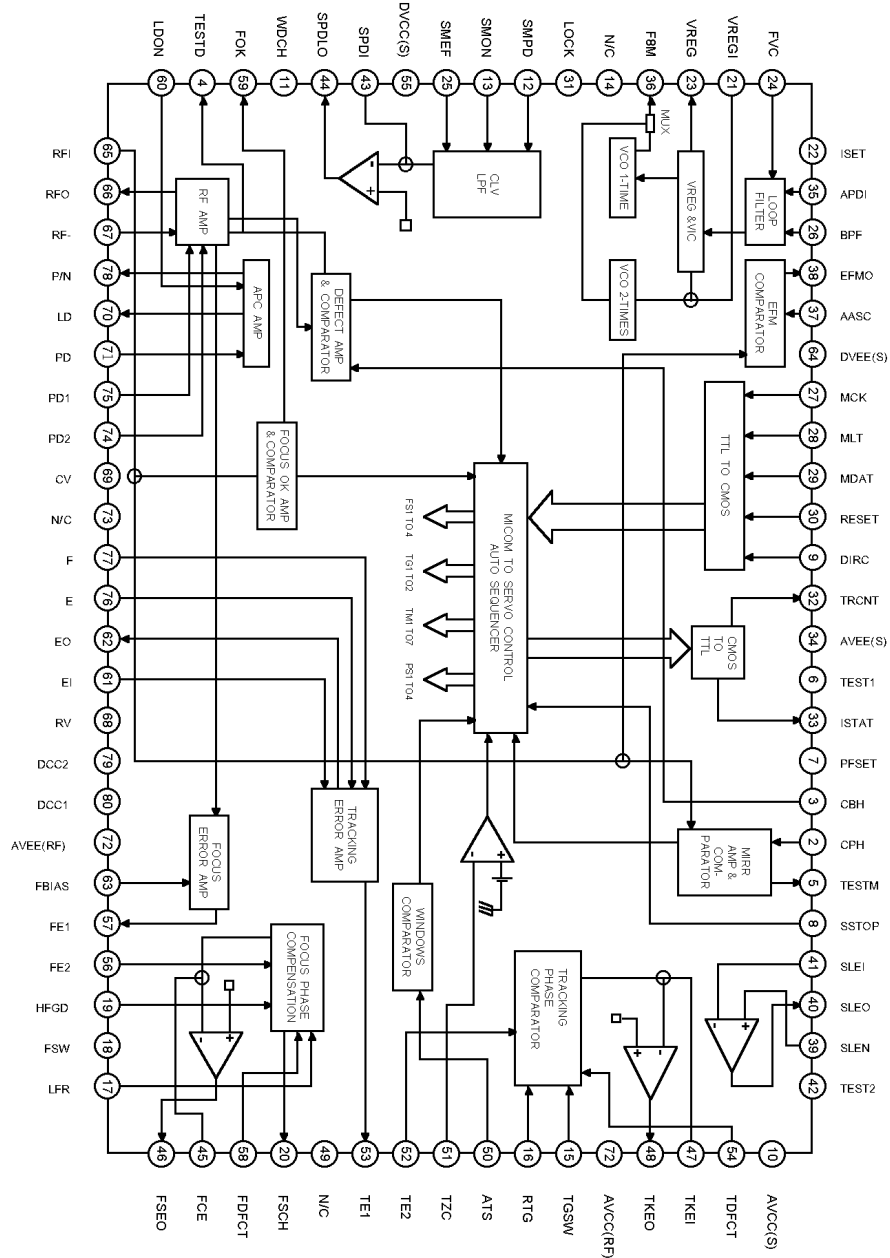 LDON
TESTD
FOK
WDCH
SPDLO
SPDI
DVCC(S)
SMEF
SMON
SMPD
LOCK
N/C
F8M
VREG
VREGI
FVC
60
4
59
11
44
43
55
25
13
12
31
14
36
23
21
24
RFI
65
RFO
66
RF-
67
P/N
78
LD
70
PD
71
PD1
75
PD2
74
CV
69
N/C
73
F
77
E
76
EO
62
EI
61
RV
68
DCC2
79
DCC1
80
AVEE(RF)
72
FBIAS
63
FE1
57
FE2
56
HFGD
19
FSW
18
LFR
17
22
ISET
35
APDI
26
BPF
38
EFMO
37
AASC
64
DVEE(S)
27
MCK
28
MLT
29
MDAT
30
RESET
9
DIRC
32
TRCNT
34
AVEE(S)
6
TEST1
33
ISTAT
7
PFSET
3
CBH
2
CPH
5
TESTM
8
SSTOP
41
SLEI
40
SLEO
39
SLEN
42
TEST2
MUX
VCO 1-TIME
VREG &VIC
LOOP
FILTER
VCO 2-TIMES
EFM
COMPARATOR
CLV
LPF
-
+
RF AMP
APC AMP
DEFECT AMP
& COMPARATOR
FOCUS OK AMP
& COMPARATOR
TTL TO CMOS
MICOM TO SERVO CONTROL
AUTO SEQUENCER
FS1 TO4
TG1 TO2
TM1 TO7
PS1 TO4
CMOS
TO
TTL
MIRR
AMP &
COM-
PARATOR
TRACKING
ERROR AMP
FOCUS
ERROR AMP
-
+
WINDOWS
COMPARATOR
FOCUS PHASE
COMPENSATION
-
+
TRACKING
PHASE
COMPARATOR
+
-
-
+
46
45
58
20
49
53
52
51
50
16
15
72
48
47
54
10
FSEO
FCE
FDFCT
FSCH
N/C
TE1
TE2
TZC
ATS
RTG
TGSW
AVCC(RF)
TKEO
TKEI
TDFCT
AVCC(S)